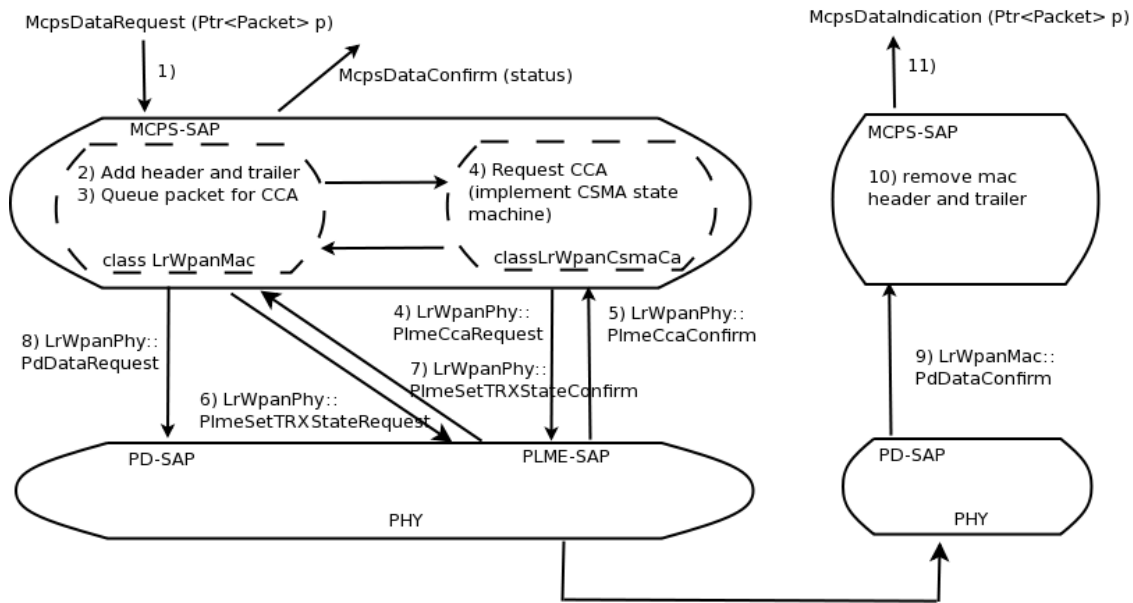 McpsDataRequest (Ptr<Packet> p)
1)
McpsDataConfirm (status)
MCPS-SAP
2) Add header and trailer
3) Queue packet for CCA
class LrWpanMac
4) Request CCA
(implement CSMA state
machine)
classLrWpanCsmaCa
8) LrWpanPhy::
PdDataRequest
6) LrWpanPhy::
PlmeSetTRXStateRequest
4) LrWpanPhy::
PlmeCcaRequest
7) LrWpanPhy::
PlmeSetTRXStateConfirm
5) LrWpanPhy::
PlmeCcaConfirm
PD-SAP
PLME-SAP
PHY
McpsDataIndication (Ptr<Packet> p)
11)
MCPS-SAP
10) remove mac
header and trailer
9) LrWpanMac::
PdDataConfirm
PD-SAP
PHY